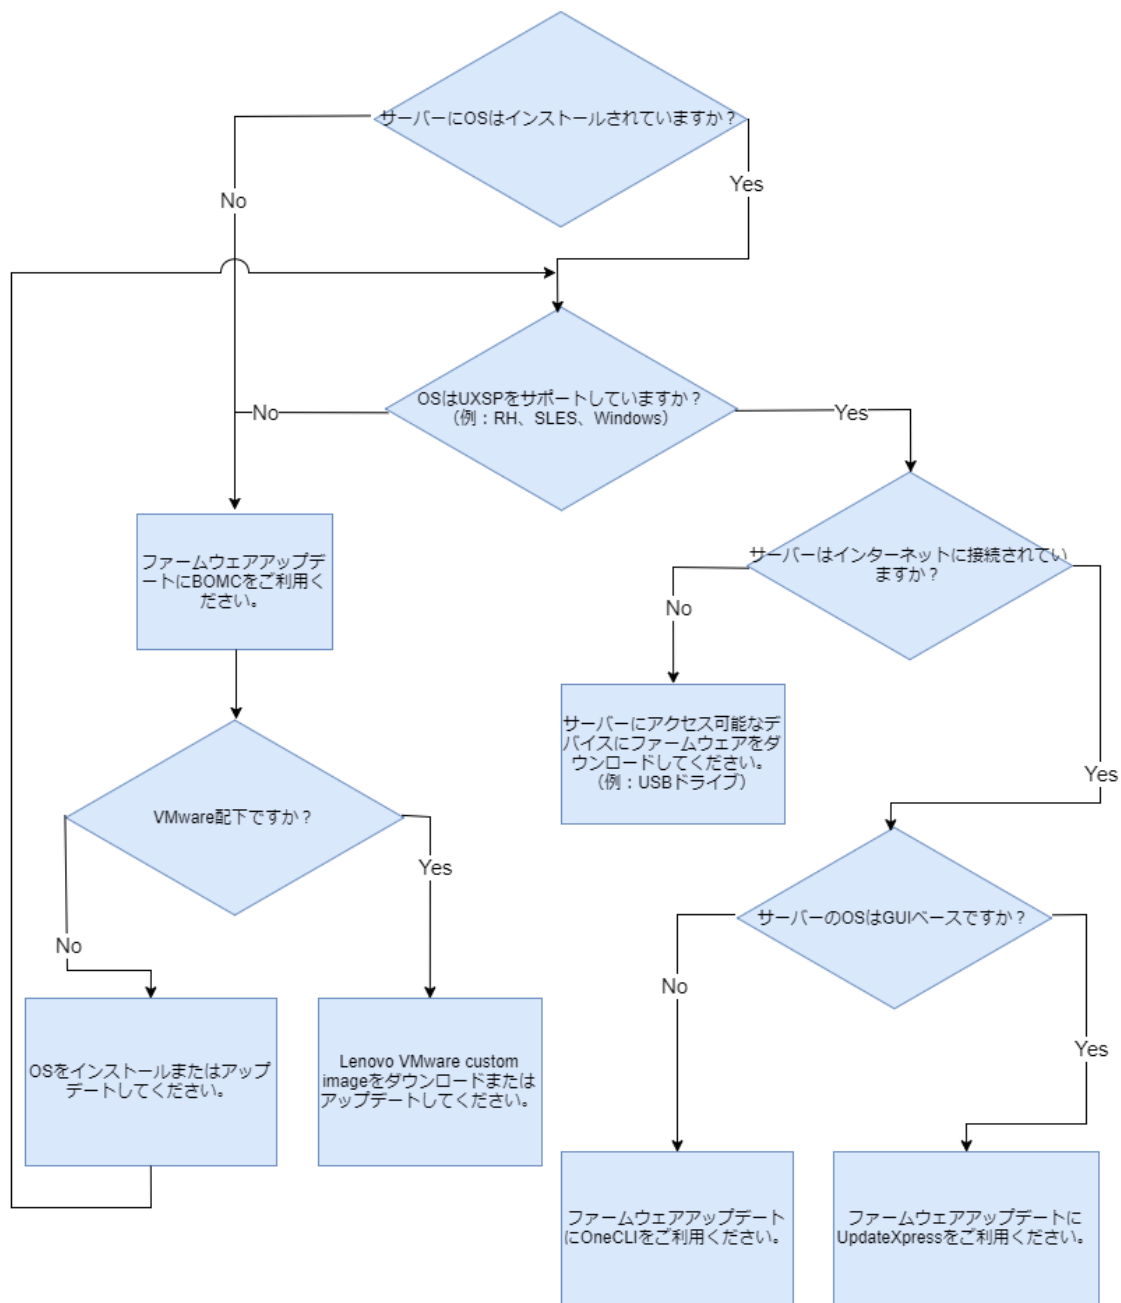 サーバーにOSはインストールされていますか？
No
Yes
OSはUXSPをサポートしていますか？
（例：RH、SLES、Windows）
No
Yes
ファームウェアアップデ
ートにBOMCをご利用く
ださい。
サーバーはインターネットに接続されてい
ますか？
No
Yes
サーバーにアクセス可能なデ
バイスにファームウェアをダ
ウンロードしてください。
（例：USBドライブ）
VMware配下ですか？
No
Yes
サーバーのOSはGUIベースですか？
No
Yes
OSをインストールまたはアップ
デートしてください。
Lenovo VMware custom
imageをダウンロードまたは
アップデートしてください。
ファームウェアアップデート
にOneCLIをご利用ください。
ファームウェアアップデートに
UpdateXpressをご利用ください。